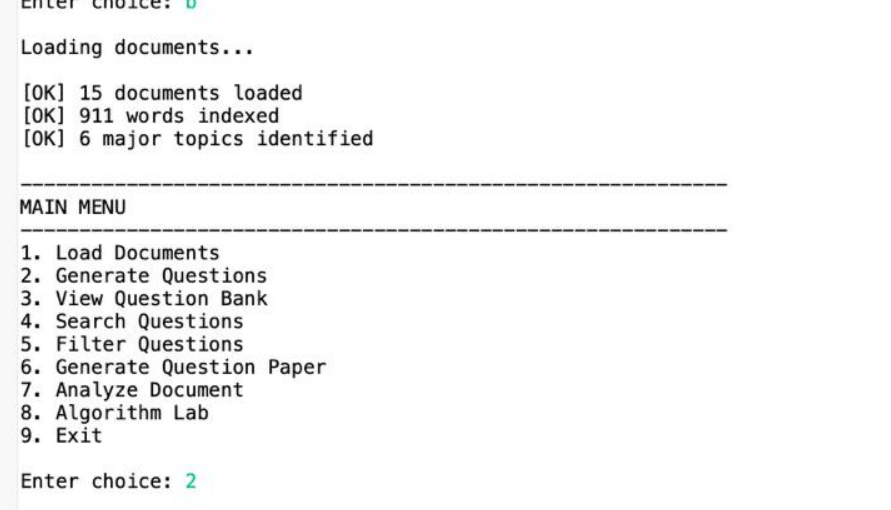 Enter choice: b
Loading documents...
[OK] 15 documents loaded
[OK] 911 words indexed
[OK] 6 major topics identified
------------------------------------------------------------
MAIN MENU
------------------------------------------------------------
1. Load Documents
2. Generate Questions
3. View Question Bank
4. Search Questions
5. Filter Questions
6. Generate Question Paper
7. Analyze Document
8. Algorithm Lab
9. Exit
Enter choice: 2